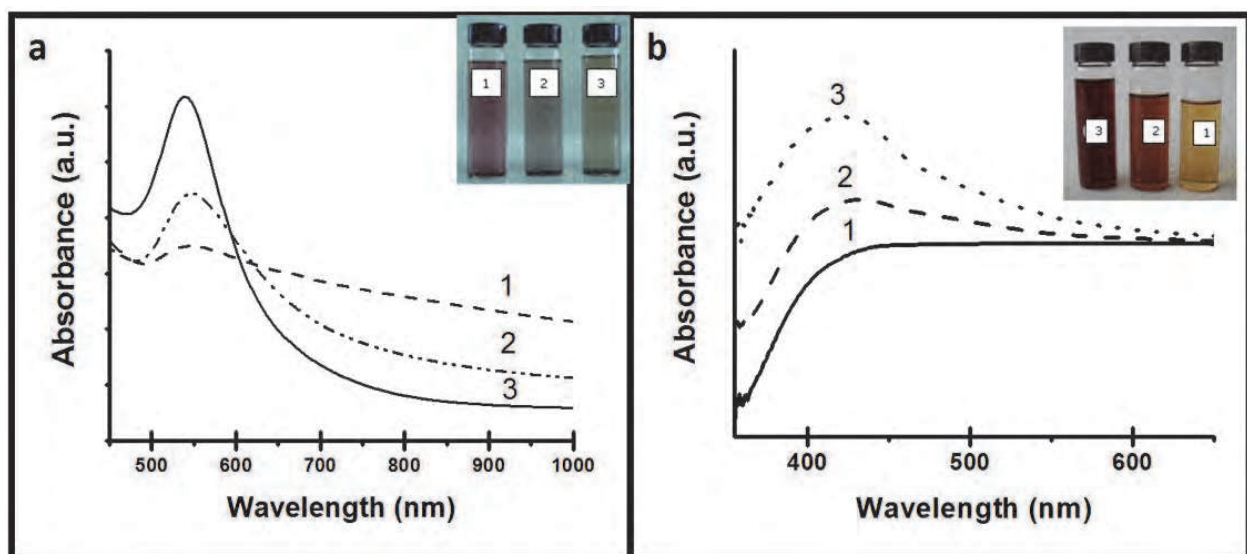 a
1 2 3
Absorbance (a.u.)
1
2
3
500 600 700 800 900 1000
Wavelength (nm)
b
3 2 1
Absorbance (a.u.)
3
2
1
400 500 600
Wavelength (nm)